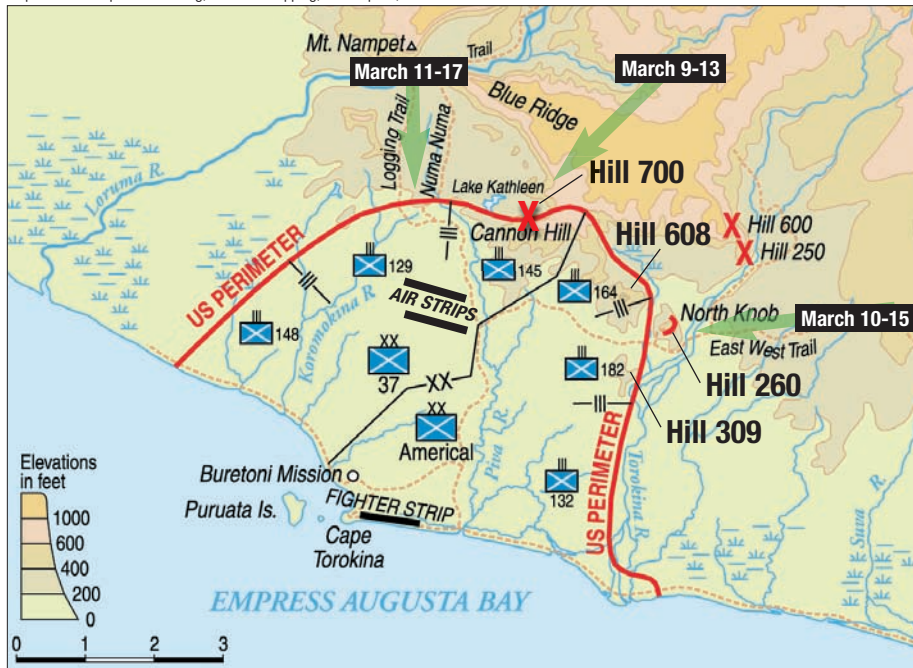 Mt. Nampet
Trail
March 11-17
March 9-13
Blue Ridge
Logging Trail
Numa Numa
Loruma R.
Lake Kathleen
Hill 700
Cannon Hill
Hill 600
Hill 250
Hill 608
US PERIMETER
129
145
164
AIR STRIPS
North Knob
March 10-15
East West Trail
148
Koromokina R.
XX
37
XX
182
Hill 260
XX
Americal
Hill 309
Piva R.
Buretoni Mission
132
US PERIMETER
Torokina R.
Suva R.
Puruata Is.
FIGHTER STRIP
Cape
Torokina
Elevations
in feet
1000
600
400
200
0
EMPRESS AUGUSTA BAY
0 1 2 3